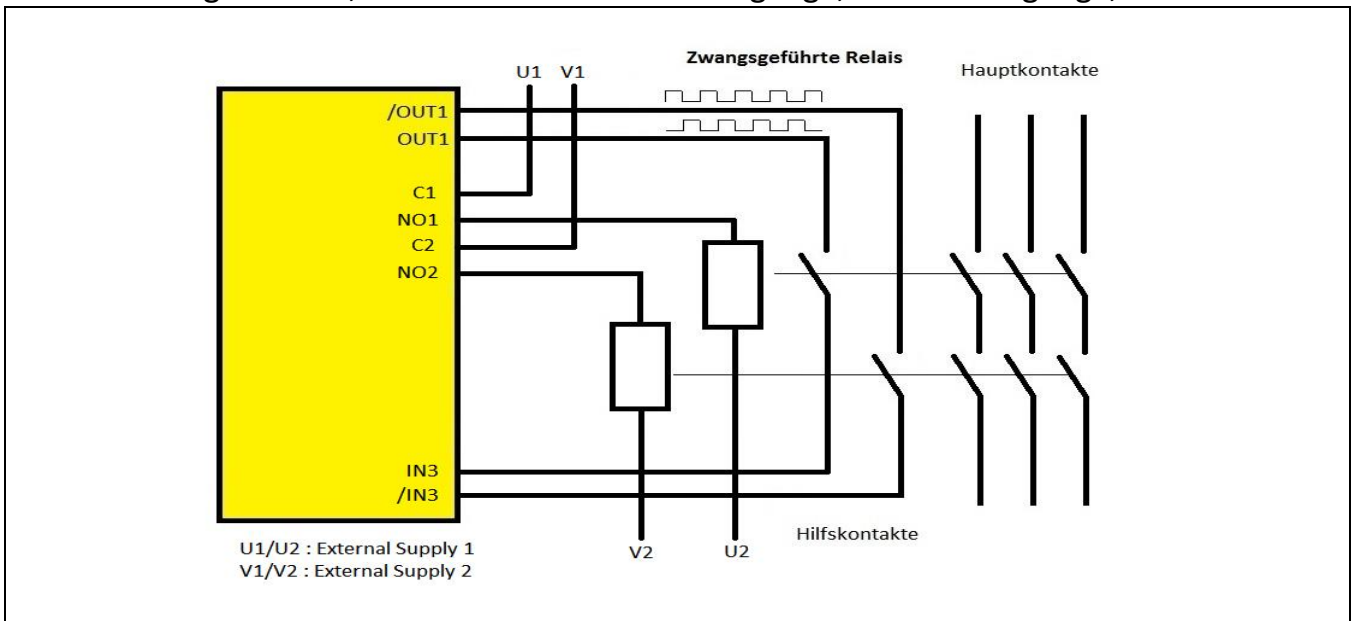 U1 V1
Zwangsgeführte Relais
Hauptkontakte
/OUT1
OUT1
C1
NO1
C2
NO2
IN3
/IN3
Hilfskontakte
V2 U2
U1/U2 : External Supply 1
V1/V2 : External Supply 2